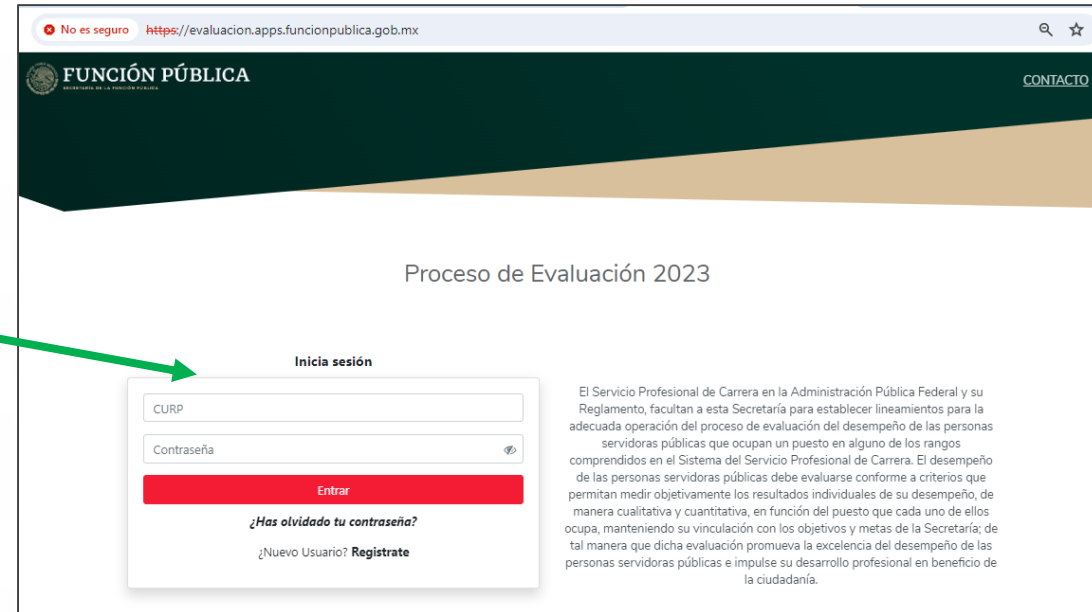 No es seguro https://evaluacion.apps.funcionpublica.gob.mx
FUNCIÓN PÚBLICA
SECRETARÍA DE LA FUNCIÓN PÚBLICA
CONTACTO
Proceso de Evaluación 2023
Inicia sesión
CURP
Contraseña
Entrar
¿Has olvidado tu contraseña?
¿Nuevo Usuario? Registrate
El Servicio Profesional de Carrera en la Administración Pública Federal y su
Reglamento, facultan a esta Secretaría para establecer lineamientos para la
adecuada operación del proceso de evaluación del desempeño de las personas
servidoras públicas que ocupan un puesto en alguno de los rangos
comprendidos en el Sistema del Servicio Profesional de Carrera. El desempeño
de las personas servidoras públicas debe evaluarse conforme a criterios que
permitan medir objetivamente los resultados individuales de su desempeño, de
manera cualitativa y cuantitativa, en función del puesto que cada uno de ellos
ocupa, manteniendo su vinculación con los objetivos y metas de la Secretaría; de
tal manera que dicha evaluación promueva la excelencia del desempeño de las
personas servidoras públicas e impulse su desarrollo profesional en beneficio de
la ciudadanía.